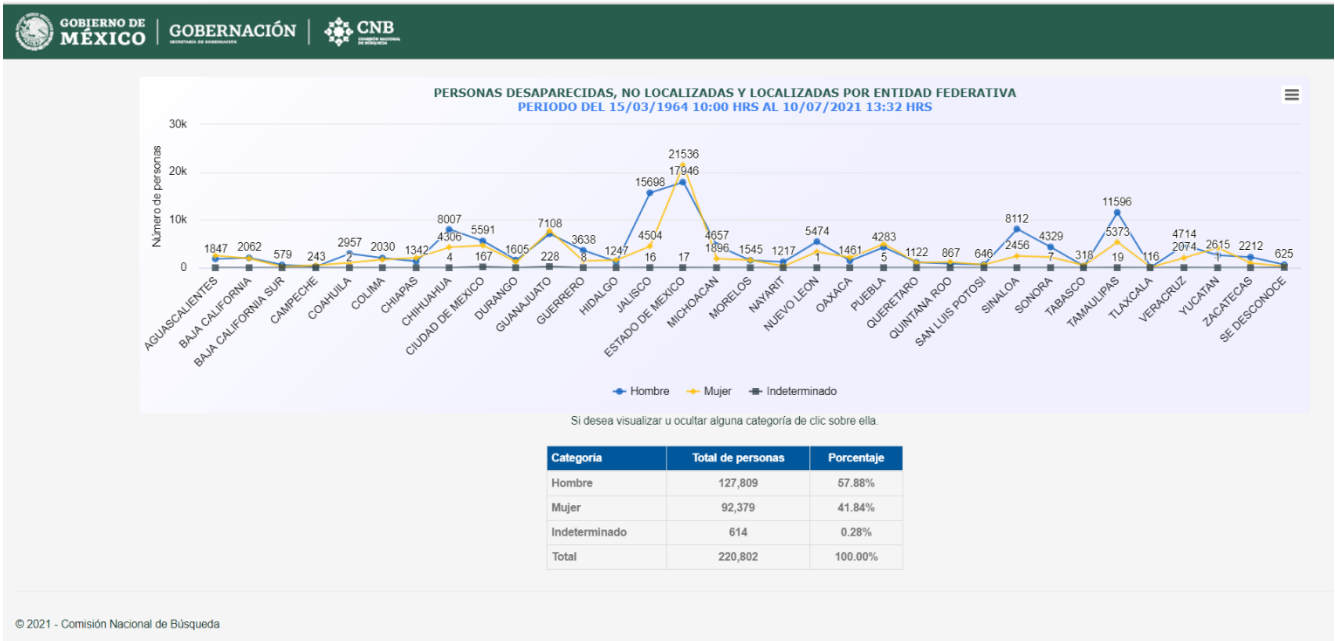 GOBIERNO DE MÉXICO | GOBERNACIÓN | CNB
SECRETARÍA DE GOBERNACIÓN COMISIÓN NACIONAL DE BÚSQUEDA
PERSONAS DESAPARECIDAS, NO LOCALIZADAS Y LOCALIZADAS POR ENTIDAD FEDERATIVA
PERIODO DEL 15/03/1964 10:00 HRS AL 10/07/2021 13:32 HRS
Número de personas
30k
20k
10k
0
1847 2062 579 243 2957 2030 1342 8007 5591 1605 7108 3638 1247 15698 21536 4657 1545 1217 5474 1461 4283 1122 867 646 8112 4329 318 11596 116 4714 2615 2212 625
4306 4504 17946 1896 2456 5373 2074
2 4 167 228 8 16 17 1 5 7 19 1
AGUASCALIENTES
BAJA CALIFORNIA
BAJA CALIFORNIA SUR
CAMPECHE
COAHUILA
COLIMA
CHIAPAS
CHIHUAHUA
CIUDAD DE MEXICO
DURANGO
GUANAJUATO
GUERRERO
HIDALGO
JALISCO
ESTADO DE MEXICO
MICHOACAN
MORELOS
NAYARIT
NUEVO LEON
OAXACA
PUEBLA
QUERETARO
QUINTANA ROO
SAN LUIS POTOSI
SINALOA
SONORA
TABASCO
TAMAULIPAS
TLAXCALA
VERACRUZ
YUCATAN
ZACATECAS
SE DESCONOCE
Hombre Mujer Indeterminado
Si desea visualizar u ocultar alguna categoría de clic sobre ella.
Categoria Total de personas Porcentaje
Hombre 127,809 57.88%
Mujer 92,379 41.84%
Indeterminado 614 0.28%
Total 220,802 100.00%
© 2021 - Comisión Nacional de Búsqueda